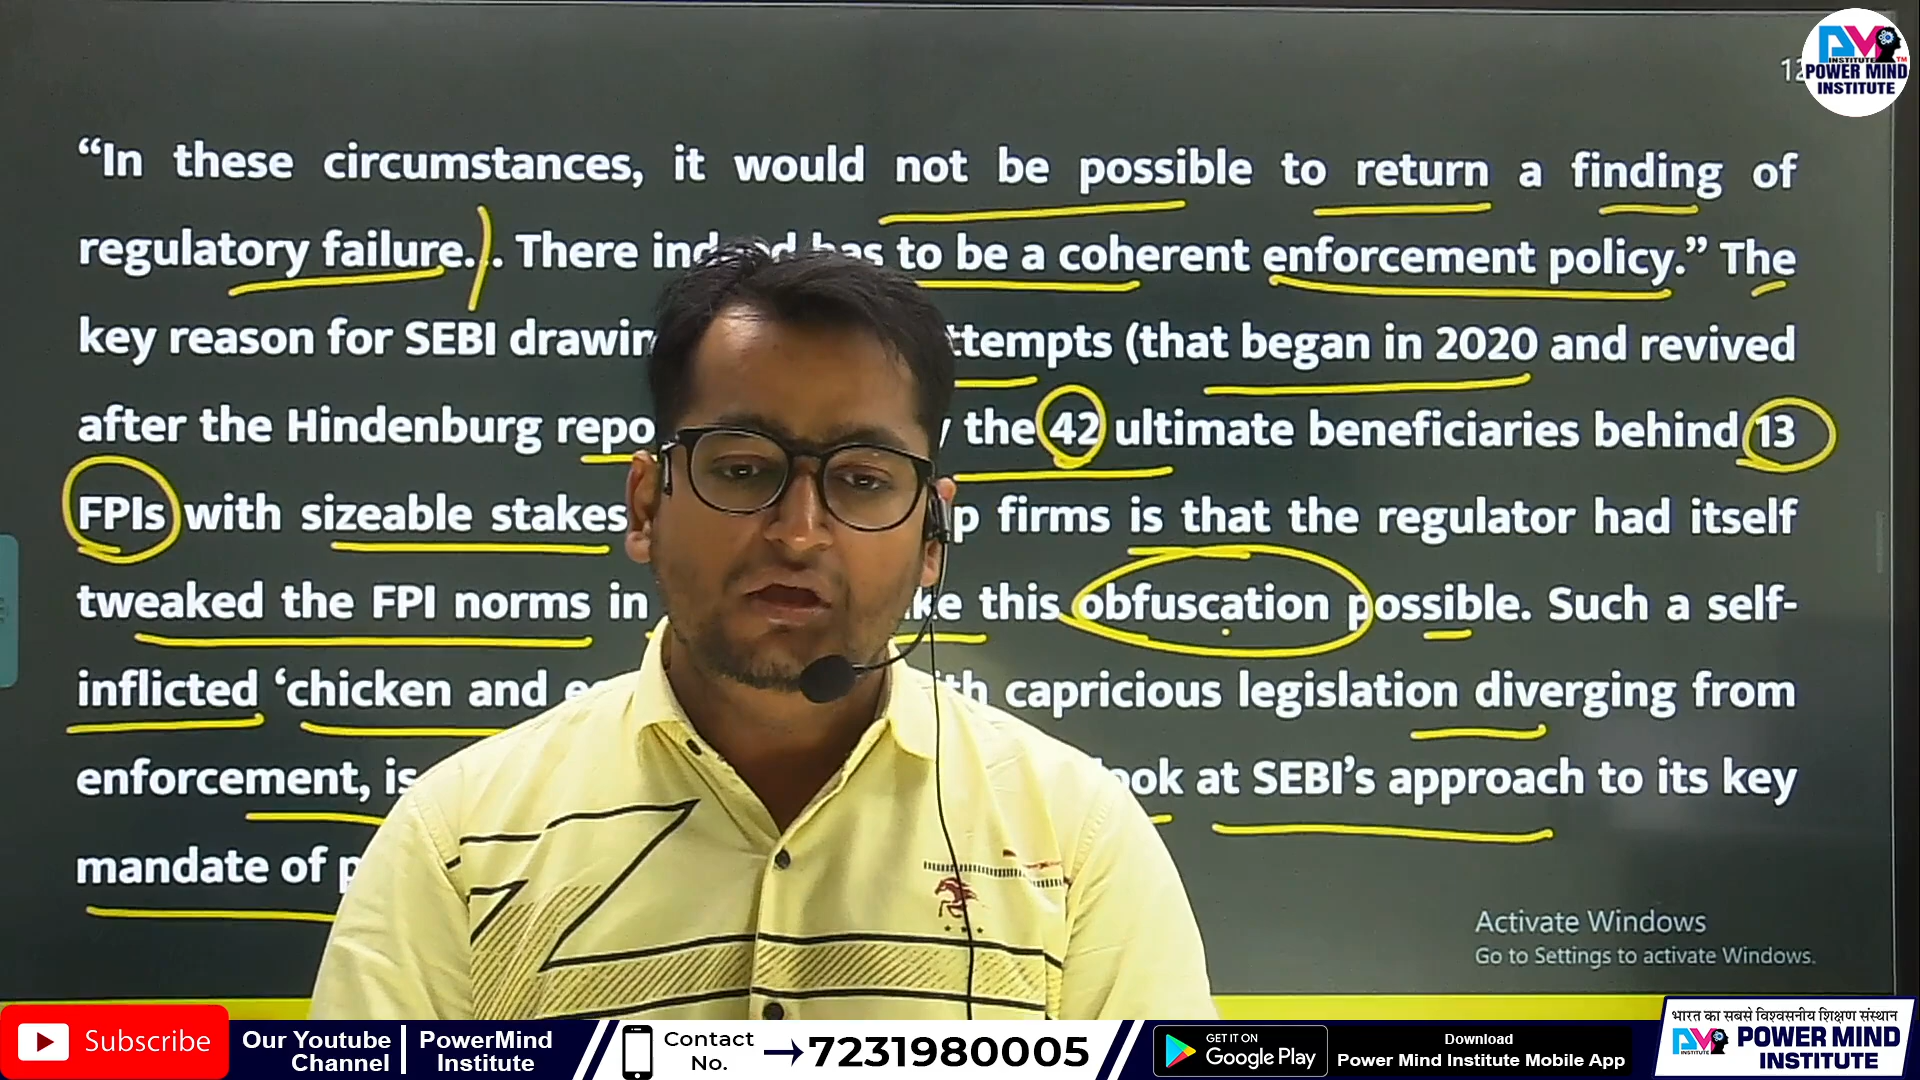 12
POWER MIND
INSTITUTE
“In these circumstances, it would not be possible to return a finding of
regulatory failure... There indeed has to be a coherent enforcement policy.” The
key reason for SEBI drawing attempts (that began in 2020 and revived
after the Hindenburg report the 42 ultimate beneficiaries behind 13
FPIs with sizeable stakes firms is that the regulator had itself
tweaked the FPI norms in this obfuscation possible. Such a self-
inflicted ‘chicken and capricious legislation diverging from
enforcement, is look at SEBI’s approach to its key
mandate of
Activate Windows
Go to Settings to activate Windows.
Subscribe
Our Youtube Channel
PowerMind Institute
Contact No.
7231980005
GET IT ON
Google Play
Download
Power Mind Institute Mobile App
भारत का सबसे विश्वसनीय शिक्षण संस्थान
POWER MIND
INSTITUTE